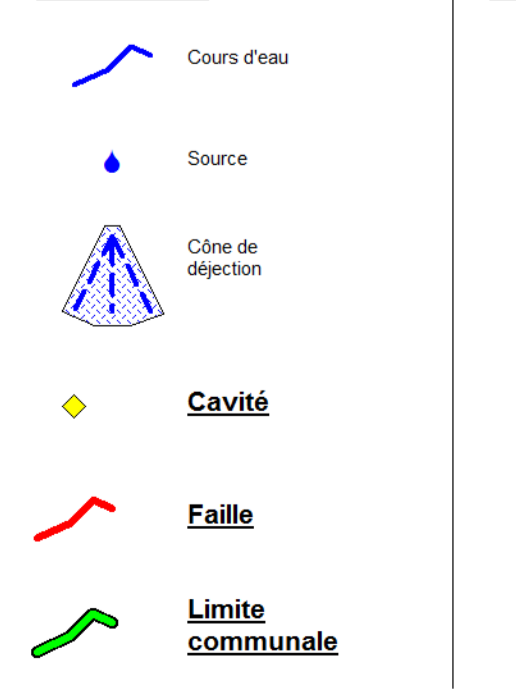 Cours d'eau
Source
Cône de
déjection
Cavité
Faille
Limite
communale